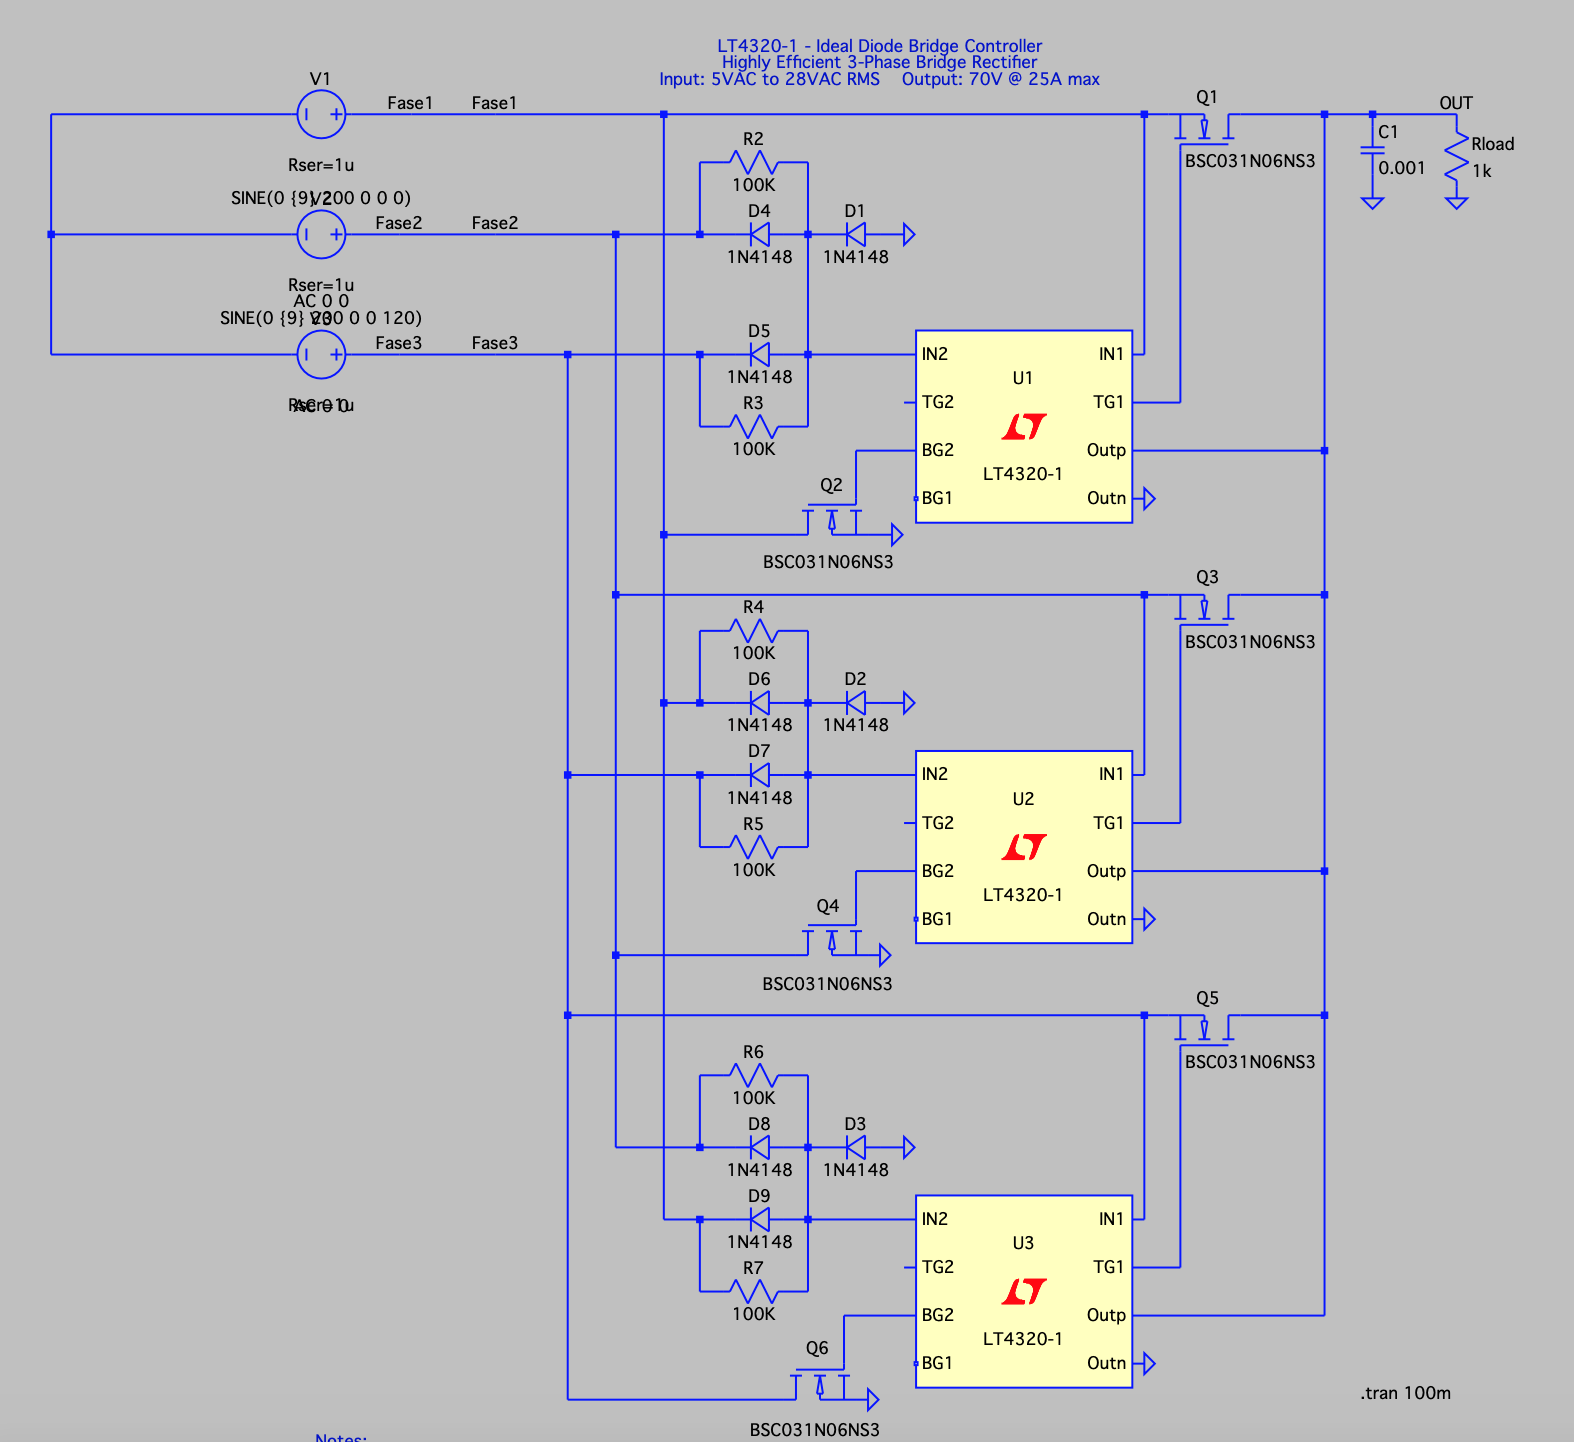 LT4320-1 - Ideal Diode Bridge Controller
Highly Efficient 3-Phase Bridge Rectifier
Input: 5VAC to 28VAC RMS Output: 70V @ 25A max
V1
Fase1 Fase1
Rser=1u
SINE(0 {9} 200 0 0 0)
V2
Fase2 Fase2
Rser=1u
AC 0 0
SINE(0 {9} 200 0 0 120)
V3
Fase3 Fase3
Rser=1u
AC 0 0
Q1
BSC031N06NS3
OUT
C1
0.001
Rload
1k
R2
100K
D4 D1
1N4148 1N4148
D5
1N4148
R3
100K
IN2 IN1
U1
TG2 TG1
BG2 Outp
LT4320-1
BG1 Outn
Q2
BSC031N06NS3
Q3
BSC031N06NS3
R4
100K
D6 D2
1N4148 1N4148
D7
1N4148
R5
100K
IN2 IN1
U2
TG2 TG1
BG2 Outp
LT4320-1
BG1 Outn
Q4
BSC031N06NS3
Q5
BSC031N06NS3
R6
100K
D8 D3
1N4148 1N4148
D9
1N4148
R7
100K
IN2 IN1
U3
TG2 TG1
BG2 Outp
LT4320-1
BG1 Outn
Q6
BSC031N06NS3
.tran 100m
Notes: